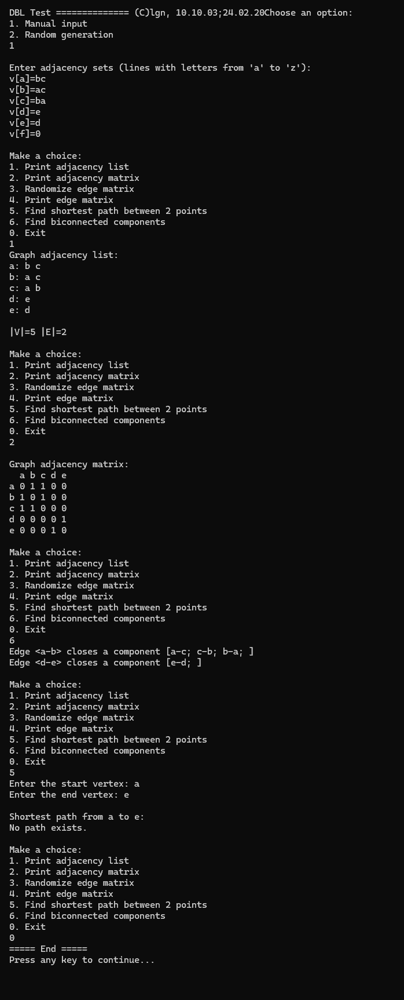 DBL Test ============== (C)lgn, 10.10.03;24.02.20Choose an option:
1. Manual input
2. Random generation
1
Enter adjacency sets (lines with letters from 'a' to 'z'):
v[a]=bc
v[b]=ac
v[c]=ba
v[d]=e
v[e]=d
v[f]=0
Make a choice:
1. Print adjacency list
2. Print adjacency matrix
3. Randomize edge matrix
4. Print edge matrix
5. Find shortest path between 2 points
6. Find biconnected components
0. Exit
1
Graph adjacency list:
a: b c
b: a c
c: a b
d: e
e: d
|V|=5 |E|=2
Make a choice:
1. Print adjacency list
2. Print adjacency matrix
3. Randomize edge matrix
4. Print edge matrix
5. Find shortest path between 2 points
6. Find biconnected components
0. Exit
2
Graph adjacency matrix:
  a b c d e
a 0 1 1 0 0
b 1 0 1 0 0
c 1 1 0 0 0
d 0 0 0 0 1
e 0 0 0 1 0
Make a choice:
1. Print adjacency list
2. Print adjacency matrix
3. Randomize edge matrix
4. Print edge matrix
5. Find shortest path between 2 points
6. Find biconnected components
0. Exit
6
Edge <a-b> closes a component [a-c; c-b; b-a; ]
Edge <d-e> closes a component [e-d; ]
Make a choice:
1. Print adjacency list
2. Print adjacency matrix
3. Randomize edge matrix
4. Print edge matrix
5. Find shortest path between 2 points
6. Find biconnected components
0. Exit
5
Enter the start vertex: a
Enter the end vertex: e
Shortest path from a to e:
No path exists.
Make a choice:
1. Print adjacency list
2. Print adjacency matrix
3. Randomize edge matrix
4. Print edge matrix
5. Find shortest path between 2 points
6. Find biconnected components
0. Exit
0
===== End =====
Press any key to continue...